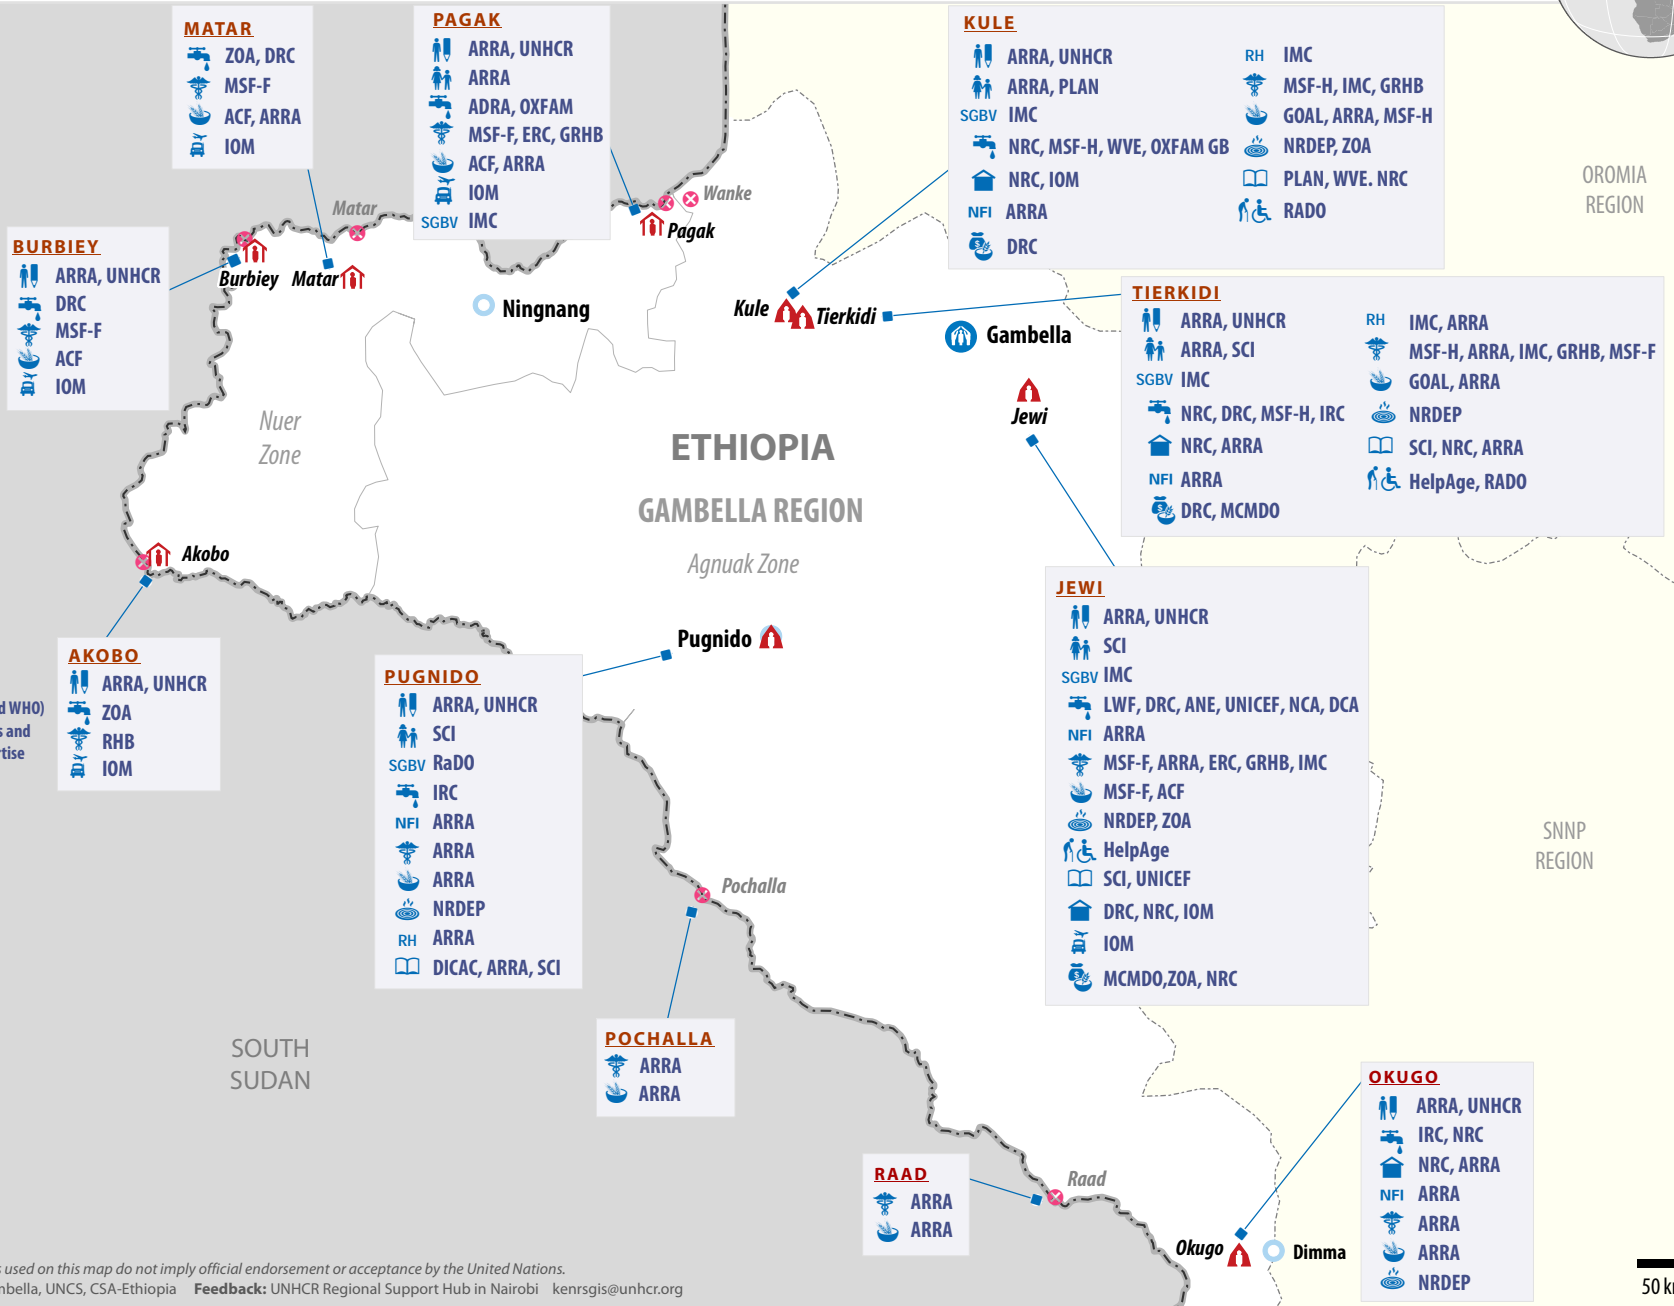 MATAR
ZOA, DRC
MSF-F
ACF, ARRA
IOM
PAGAK
ARRA, UNHCR
ARRA
ADRA, OXFAM
MSF-F, ERC, GRHB
ACF, ARRA
IOM
SGBV IMC
KULE
ARRA, UNHCR
ARRA, PLAN
SGBV IMC
NRC, MSF-H, WVE, OXFAM GB
NRC, IOM
NFI ARRA
DRC
RH IMC
MSF-H, IMC, GRHB
GOAL, ARRA, MSF-H
NRDEP, ZOA
PLAN, WVE. NRC
RADO
OROMIA
REGION
BURBIEY
ARRA, UNHCR
DRC
MSF-F
ACF
IOM
Matar
Burbiey
Matar
Wanke
Pagak
Ningnang
Kule
Tierkidi
Gambella
Jewi
TIERKIDI
ARRA, UNHCR
ARRA, SCI
SGBV IMC
NRC, DRC, MSF-H, IRC
NRC, ARRA
NFI ARRA
DRC, MCMDO
RH IMC, ARRA
MSF-H, ARRA, IMC, GRHB, MSF-F
GOAL, ARRA
NRDEP
SCI, NRC, ARRA
HelpAge, RADO
Nuer
Zone
ETHIOPIA
GAMBELLA REGION
Agnuak Zone
Akobo
AKOBO
ARRA, UNHCR
ZOA
RHB
IOM
d WHO)
s and
tise
Pugnido
PUGNIDO
ARRA, UNHCR
SCI
SGBV RaDO
IRC
NFI ARRA
ARRA
ARRA
NRDEP
RH ARRA
DICAC, ARRA, SCI
JEWI
ARRA, UNHCR
SCI
SGBV IMC
LWF, DRC, ANE, UNICEF, NCA, DCA
NFI ARRA
MSF-F, ARRA, ERC, GRHB, IMC
MSF-F, ACF
NRDEP, ZOA
HelpAge
SCI, UNICEF
DRC, NRC, IOM
IOM
MCMDO,ZOA, NRC
SNNP
REGION
Pochalla
POCHALLA
ARRA
ARRA
SOUTH
SUDAN
RAAD
ARRA
ARRA
Raad
Okugo
Dimma
OKUGO
ARRA, UNHCR
IRC, NRC
NRC, ARRA
NFI ARRA
ARRA
ARRA
NRDEP
50 k
s used on this map do not imply official endorsement or acceptance by the United Nations.
mbella, UNCS, CSA-Ethiopia Feedback: UNHCR Regional Support Hub in Nairobi kenrsgis@unhcr.org